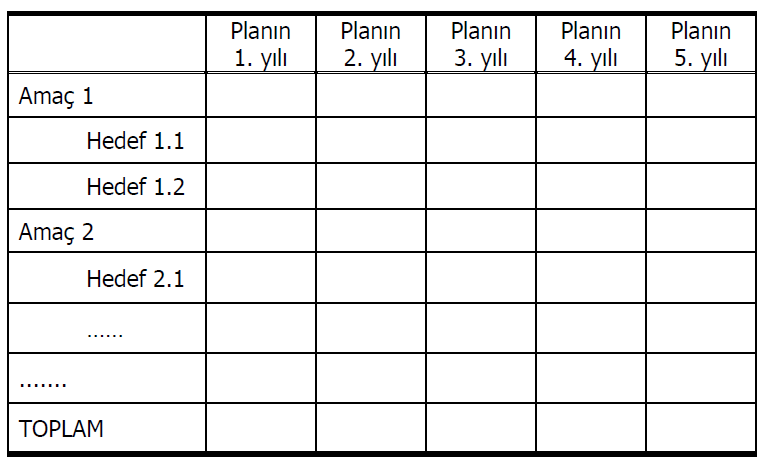 Planın Planın Planın Planın Planın
1. yılı 2. yılı 3. yılı 4. yılı 5. yılı
Amaç 1
Hedef 1.1
Hedef 1.2
Amaç 2
Hedef 2.1
......
.......
TOPLAM